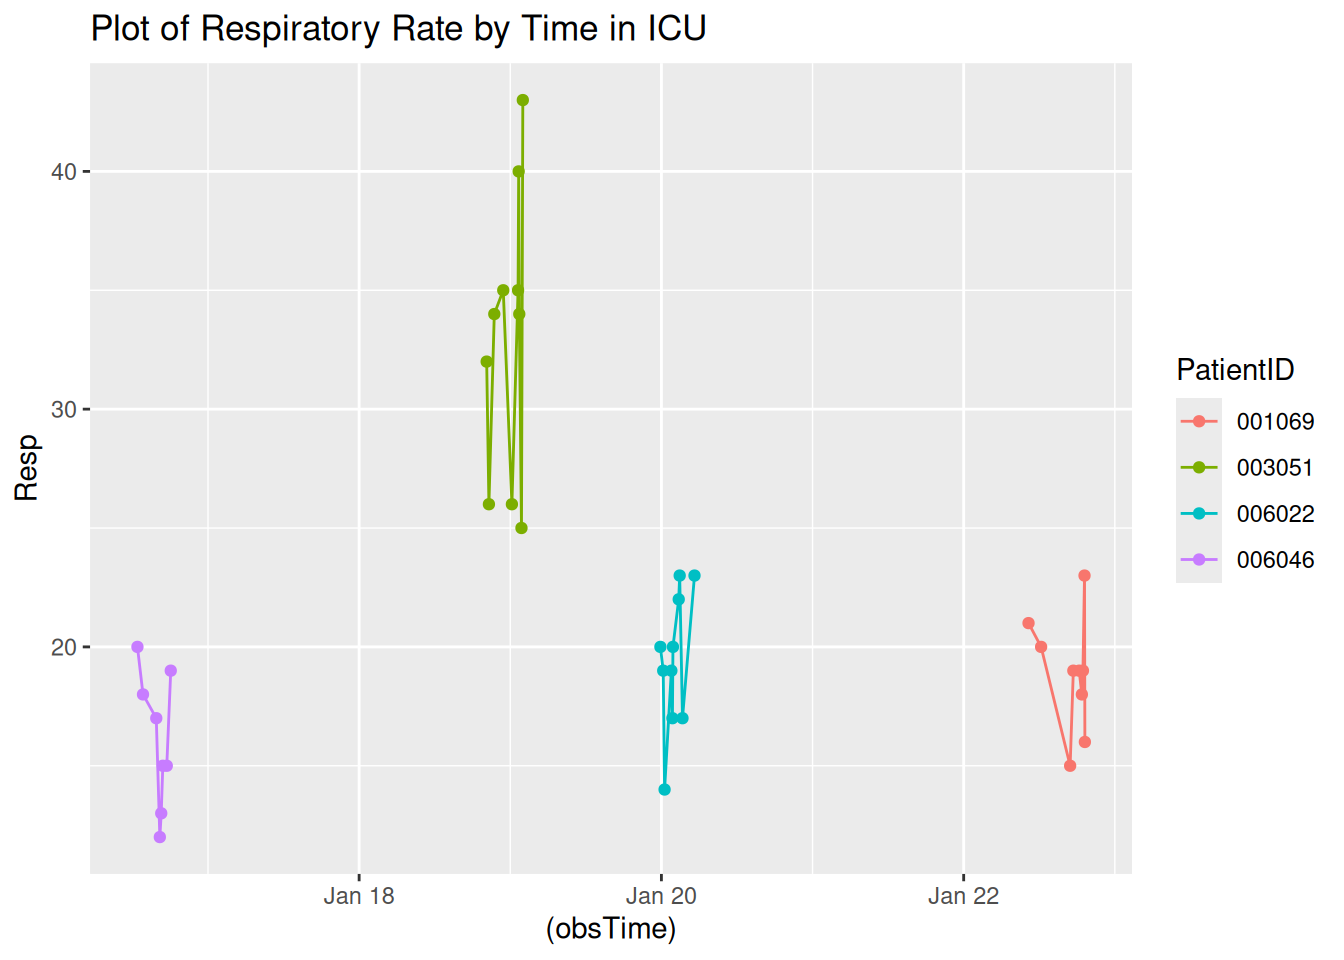 Plot of Respiratory Rate by Time in ICU
40
30
20
Resp
Jan 18
Jan 20
Jan 22
(obsTime)
PatientID
001069
003051
006022
006046